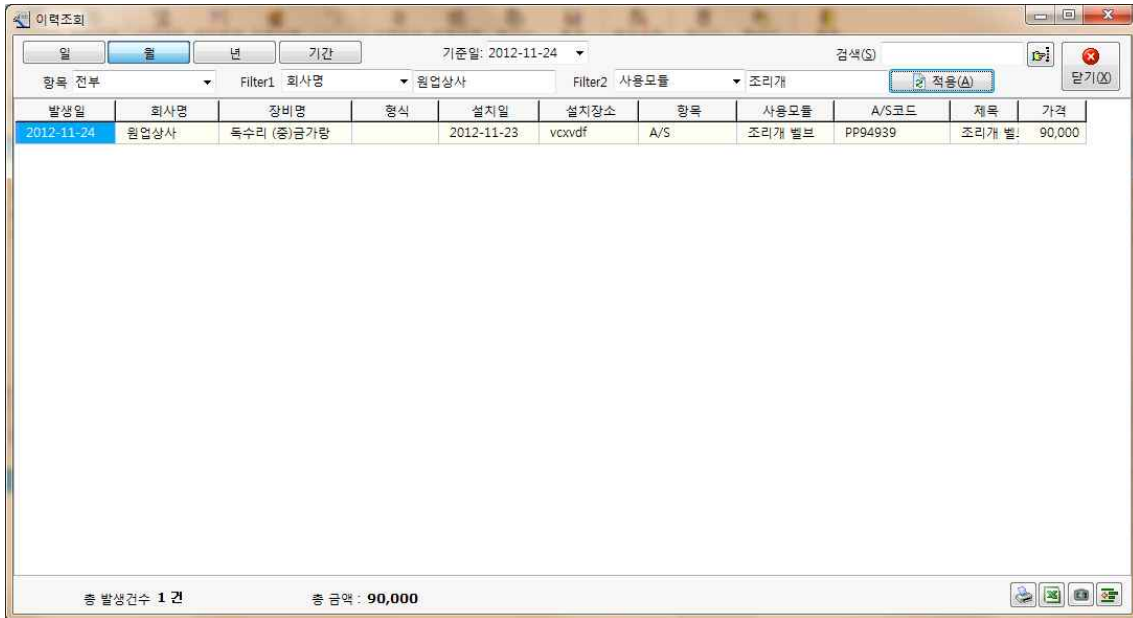 이력조회
일 월 년 기간 기준일: 2012-11-24 검색(S)
항목 전부 Filter1 회사명 원업상사 Filter2 사용모듈 조리개 적용(A) 닫기(X)
발생일 회사명 장비명 형식 설치일 설치장소 항목 사용모듈 A/S코드 제목 가격
2012-11-24 원업상사 독수리 (중)금가랑 2012-11-23 vcxvdf A/S 조리개 벨브 PP94939 조리개 벨 90,000
총 발생건수 1 건 총 금액 : 90,000